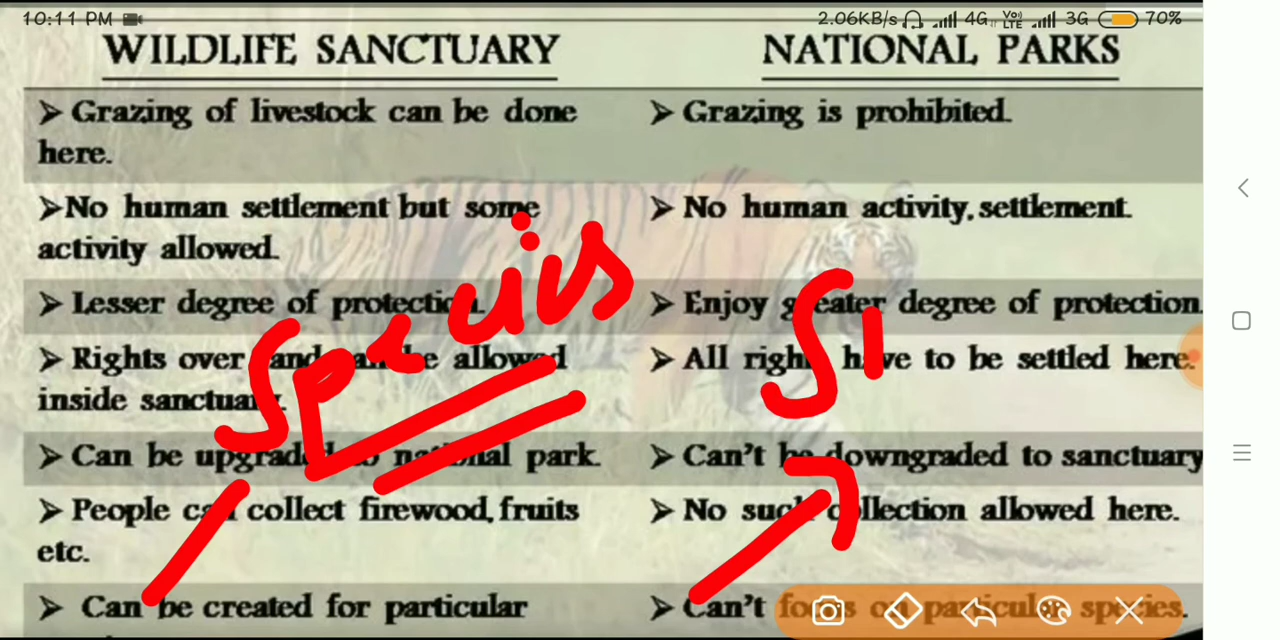 10:11 PM 2.06KB/s 4G Vo) LTE 3G 70%
WILDLIFE SANCTUARY NATIONAL PARKS
➤ Grazing of livestock can be done ➤ Grazing is prohibited.
here.
➤No human settlement but some ➤ No human activity, settlement.
activity allowed.
➤ Lesser degree of protection. ➤ Enjoy greater degree of protection.
➤ Rights over land can be allowed ➤ All rights have to be settled here.
inside sanctuary.
Species
➤ Can be upgraded to national park. ➤ Can't be downgraded to sanctuary
➤ People can collect firewood, fruits ➤ No such collection allowed here.
etc.
➤ Can be created for particular ➤ Can't focus on particular species.